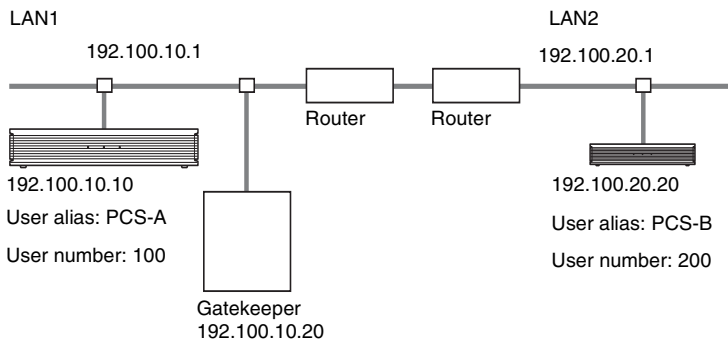 LAN1
LAN2
192.100.10.1
192.100.20.1
Router
Router
192.100.10.10
192.100.20.20
User alias: PCS-A
User alias: PCS-B
User number: 100
User number: 200
Gatekeeper
192.100.10.20